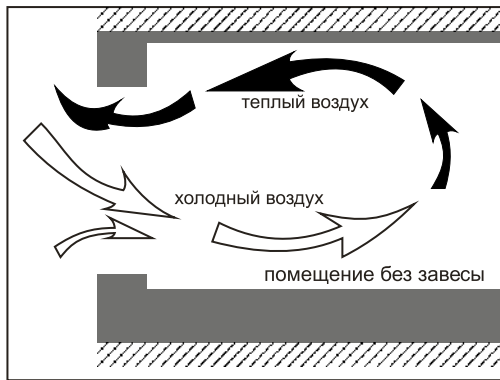 теплый воздух
холодный воздух
помещение без завесы